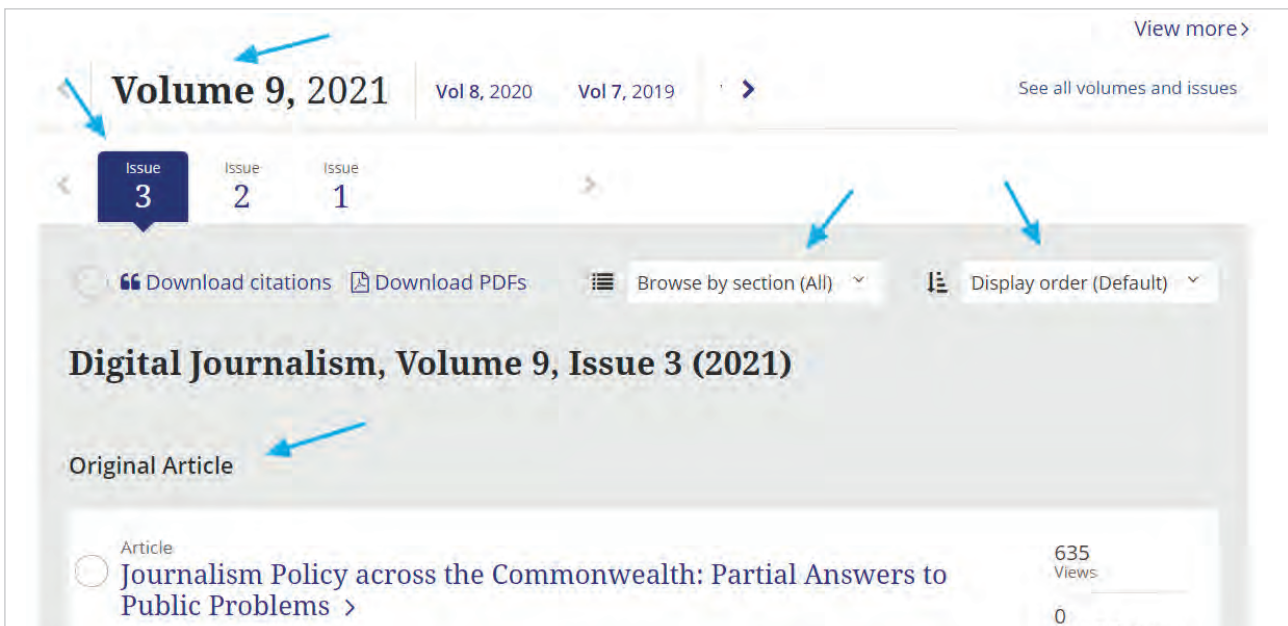 View more
Volume 9, 2021
Vol 8, 2020
Vol 7, 2019
See all volumes and issues
Issue
3
Issue
2
Issue
1
Download citations
Download PDFs
Browse by section (All)
Display order (Default)
Digital Journalism, Volume 9, Issue 3 (2021)
Original Article
Article
Journalism Policy across the Commonwealth: Partial Answers to
Public Problems
635
Views
0